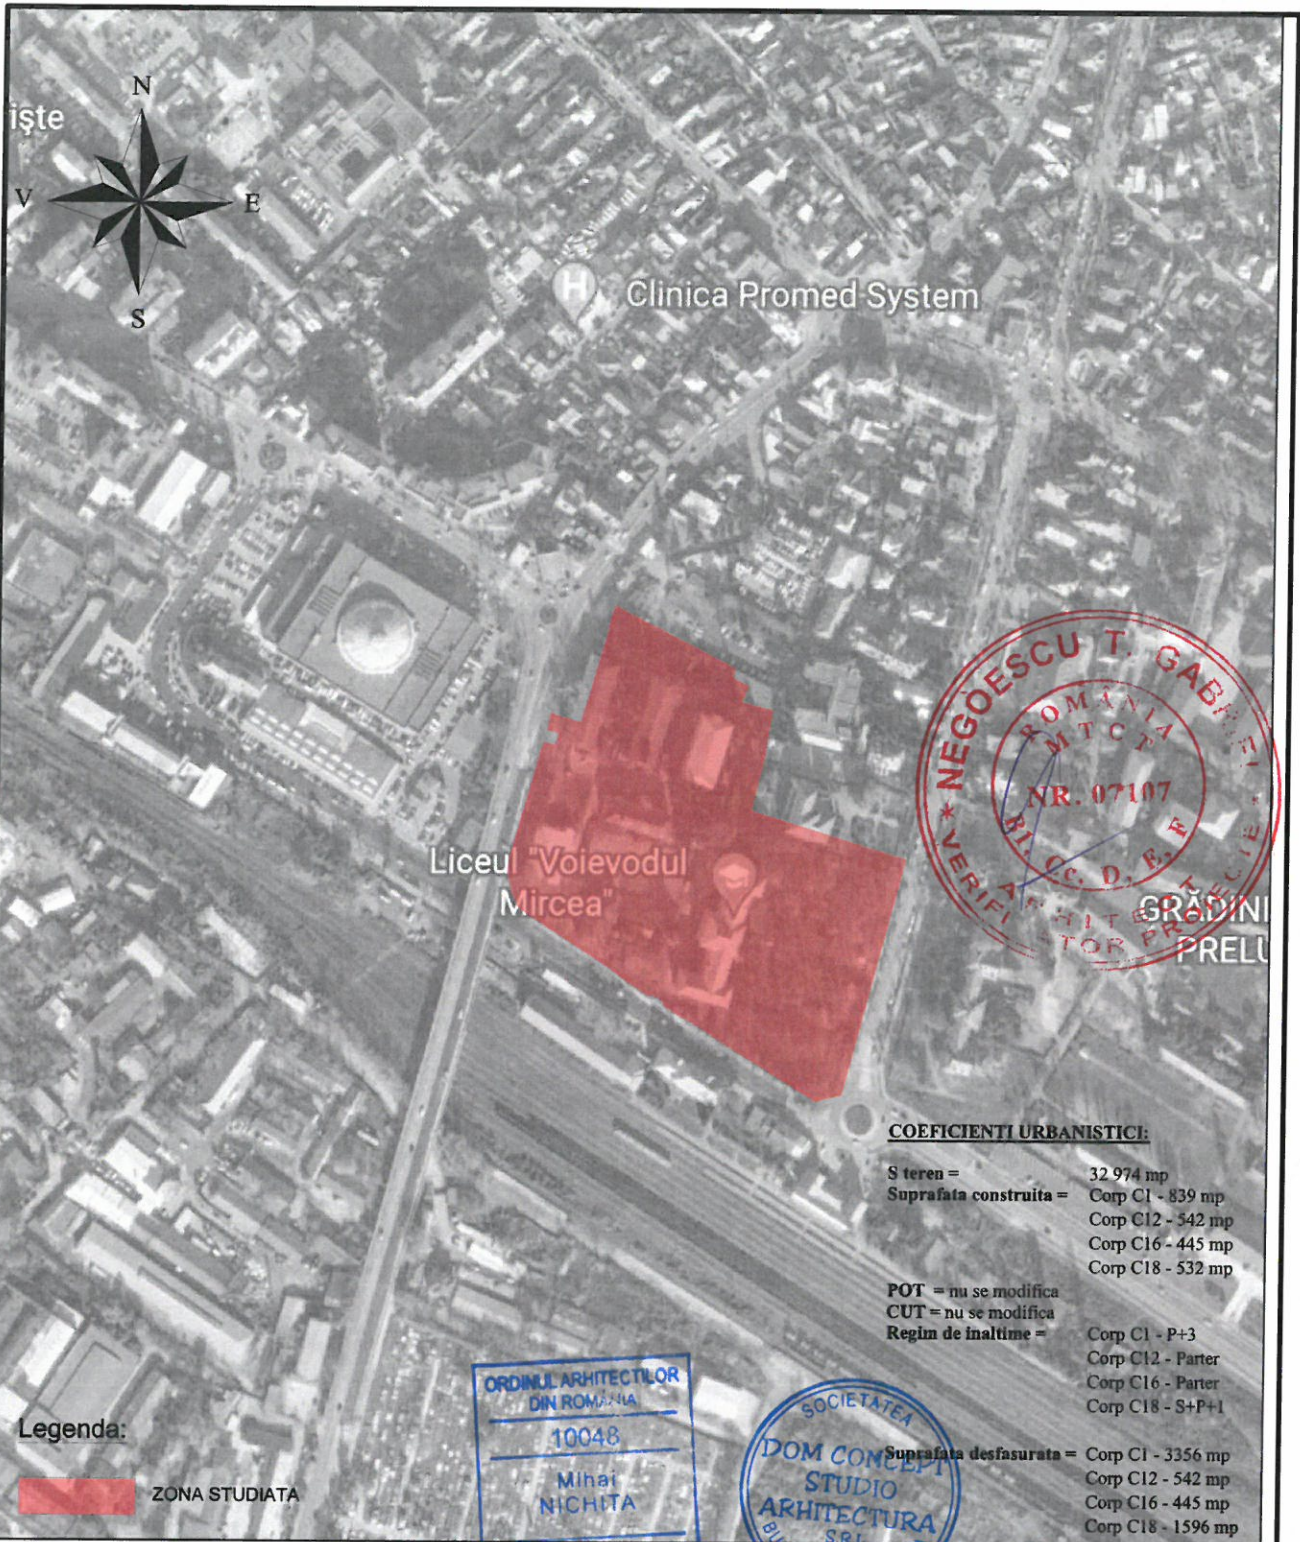 N
işte
V
E
S
H
Clinica Promed System
Liceul "Voievodul
Mircea"
NEGOESCU T.
ROMÂNIA
MTCT
NR. 07107
B1, Cc, D, E, F
GRĂDINI
PRELU
COEFICIENTI URBANISTICI:
S teren = 32 974 mp
Suprafata construita = Corp C1 - 839 mp
Corp C12 - 542 mp
Corp C16 - 445 mp
Corp C18 - 532 mp
POT = nu se modifica
CUT = nu se modifica
Regim de inaltime = Corp C1 - P+3
Corp C12 - Parter
Corp C16 - Parter
Corp C18 - S+P+1
Suprafata desfasurata = Corp C1 - 3356 mp
Corp C12 - 542 mp
Corp C16 - 445 mp
Corp C18 - 1596 mp
Legenda:
ZONA STUDIATA
ORDINUL ARHITECTILOR
DIN ROMANIA
10048
Mihai
NICHITA
SOCIETATEA
DOM CONCEPT
STUDIO
ARHITECTURA
SRL